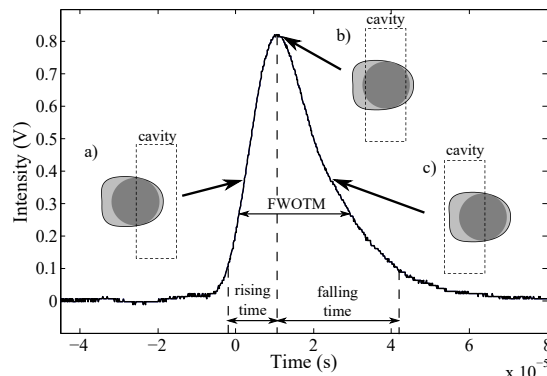 0.8
0.7
0.6
0.5
0.4
0.3
0.2
0.1
0
Intensity (V)
−4
−2
0
2
4
6
8
Time (s)
x 10⁻⁵
a)
cavity
b)
cavity
c)
cavity
FWOTM
rising
time
falling
time